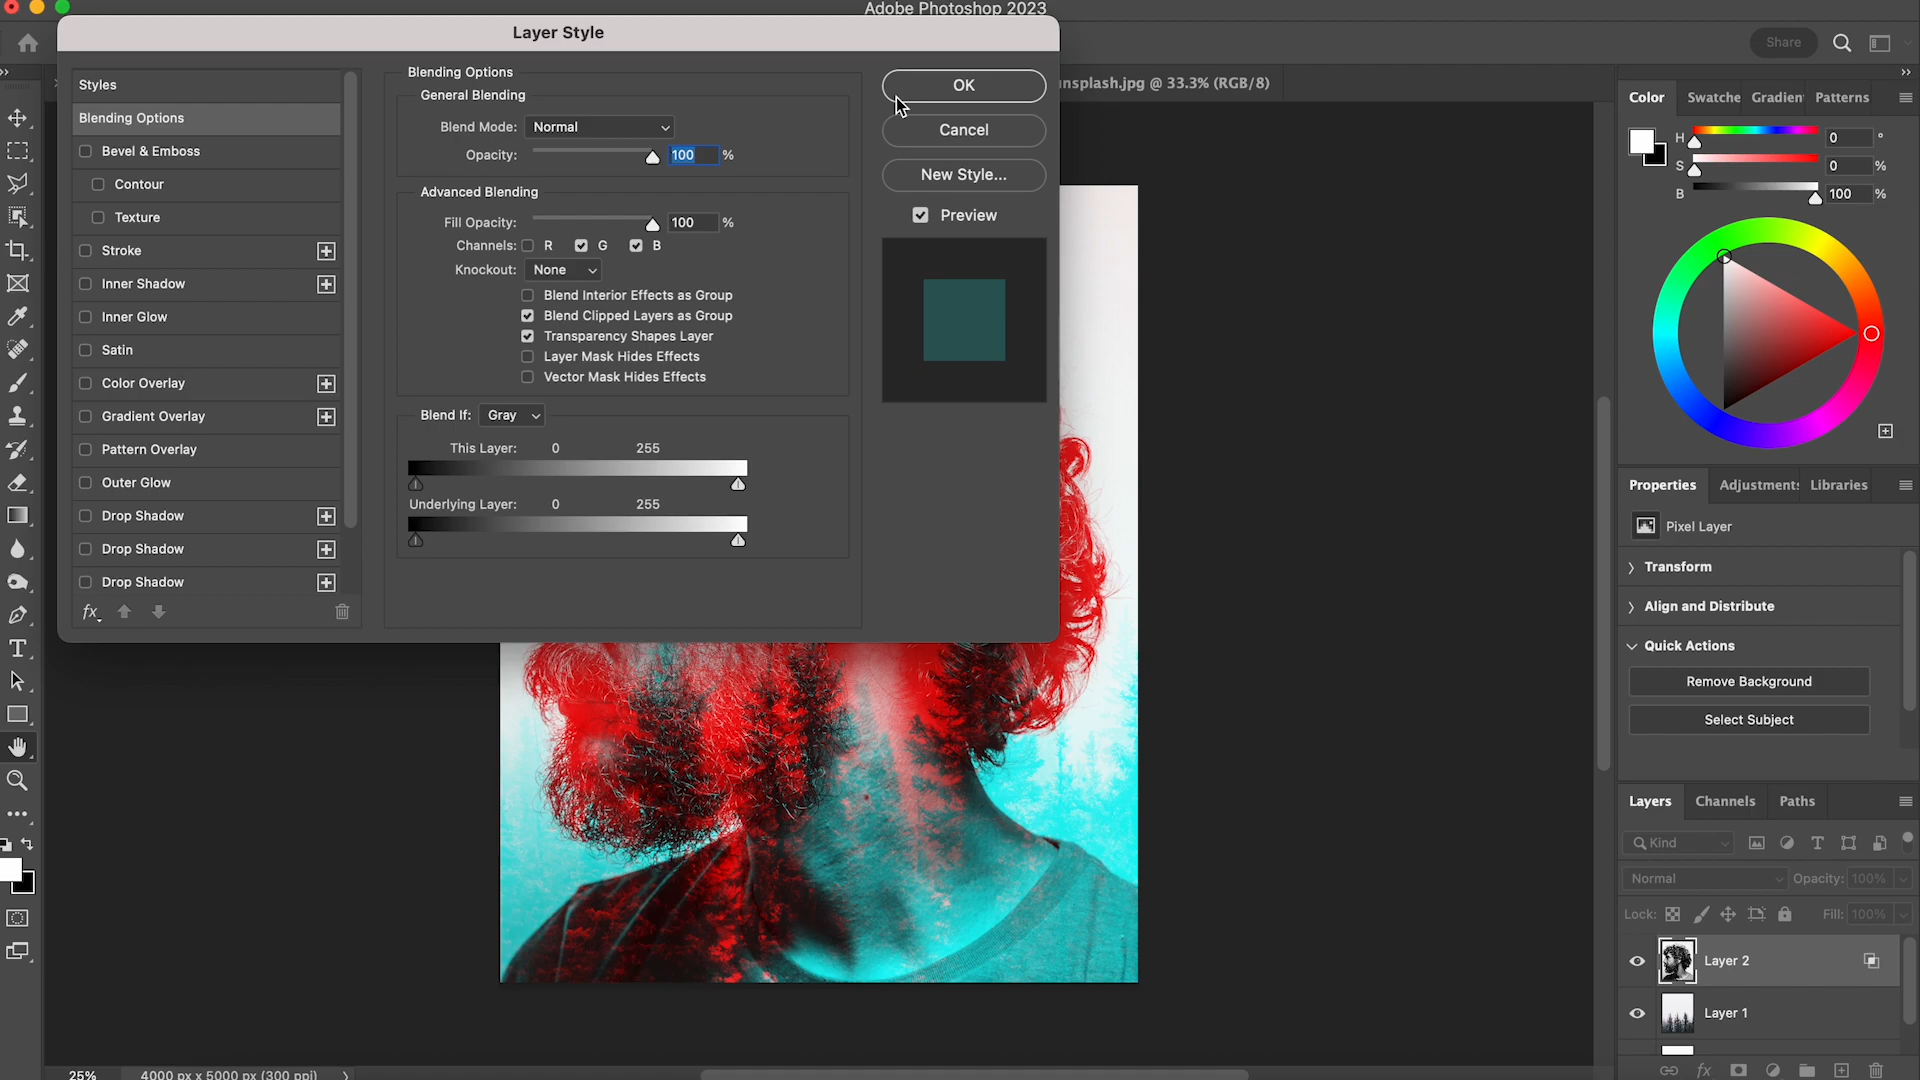 Adobe Photoshop 2023
Layer Style
Share
unsplash.jpg @ 33.3% (RGB/8)
Styles
Blending Options
Bevel & Emboss
Contour
Texture
Stroke
Inner Shadow
Inner Glow
Satin
Color Overlay
Gradient Overlay
Pattern Overlay
Outer Glow
Drop Shadow
Drop Shadow
Drop Shadow
fx
Blending Options
General Blending
Blend Mode: Normal
Opacity: 100 %
Advanced Blending
Fill Opacity: 100 %
Channels: R G B
Knockout: None
Blend Interior Effects as Group
Blend Clipped Layers as Group
Transparency Shapes Layer
Layer Mask Hides Effects
Vector Mask Hides Effects
Blend If: Gray
This Layer: 0 255
Underlying Layer: 0 255
OK
Cancel
New Style...
Preview
Color Swatche Gradien Patterns
H 0 °
S 0 %
B 100 %
Properties Adjustment Libraries
Pixel Layer
Transform
Align and Distribute
Quick Actions
Remove Background
Select Subject
Layers Channels Paths
Kind
Normal Opacity: 100%
Lock: Fill: 100%
Layer 2
Layer 1
fx
25% 4000 px x 5000 px (300 ppi)